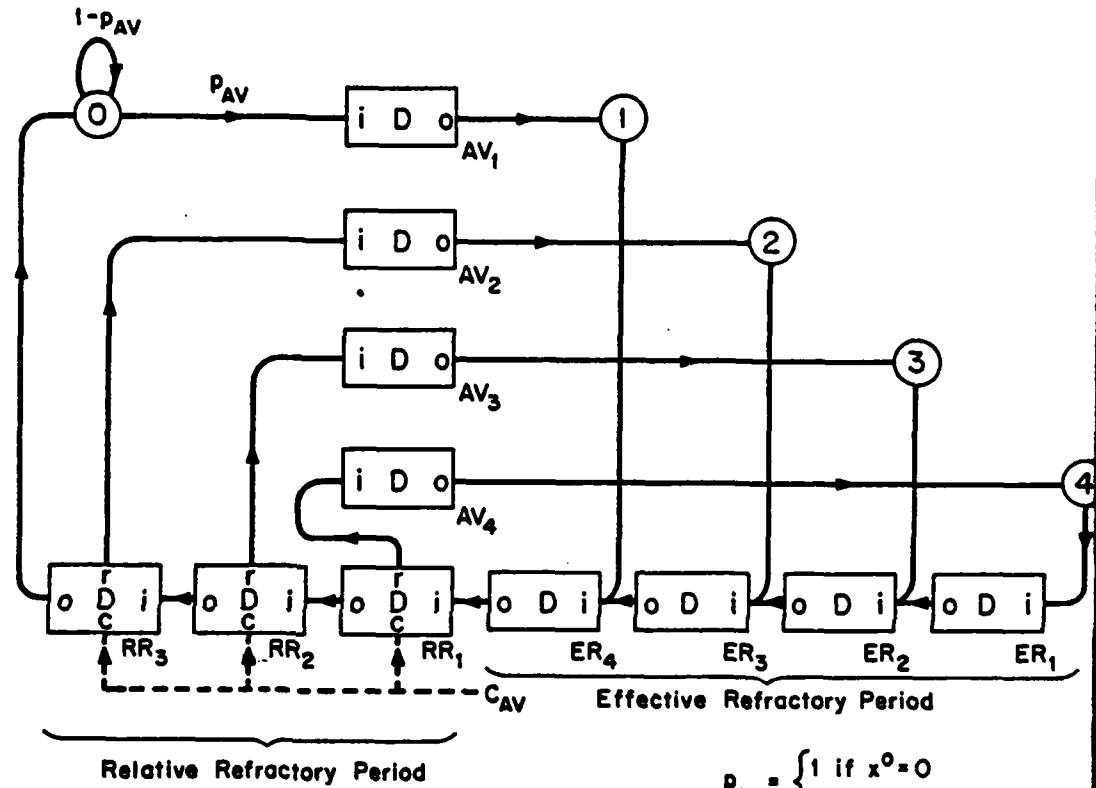 1-pAV
0
pAV
i D o
AV1
1
i D o
AV2
2
i D o
AV3
3
i D o
AV4
4
o r D c i
RR3
o r D c i
RR2
o r D c i
RR1
o D i
ER4
o D i
ER3
o D i
ER2
o D i
ER1
CAV
Effective Refractory Period
Relative Refractory Period
p = {1 if x⁰=0